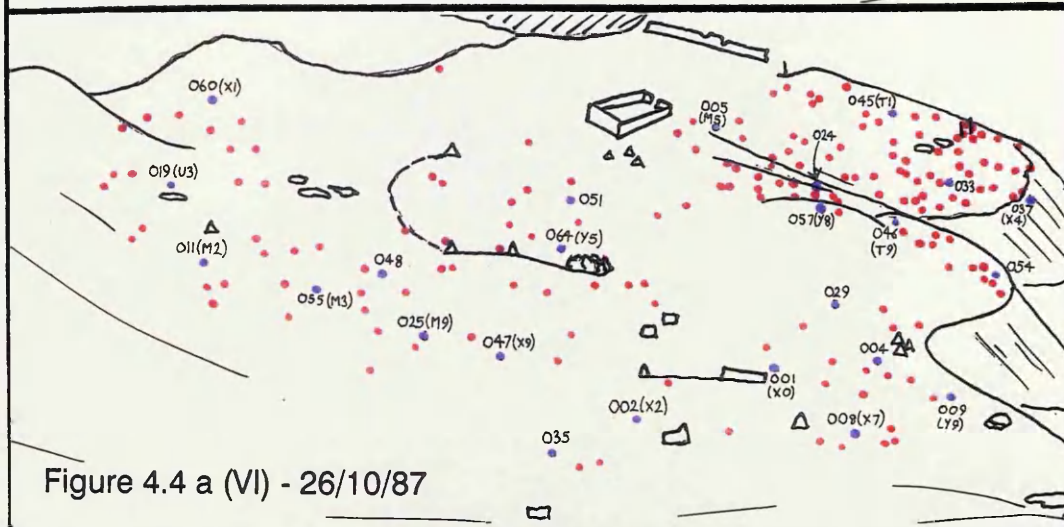 060(X1)
005
(M5)
045(T1)
024
019(U3)
033
051
037
(X4)
057(Y8)
046
(T9)
064(Y5)
011(M2)
048
054
055(M3)
029
025(M9)
047(X9)
004
001
(X0)
002(X2)
008(X7)
009
(Y9)
035
Figure 4.4 a (VI) - 26/10/87